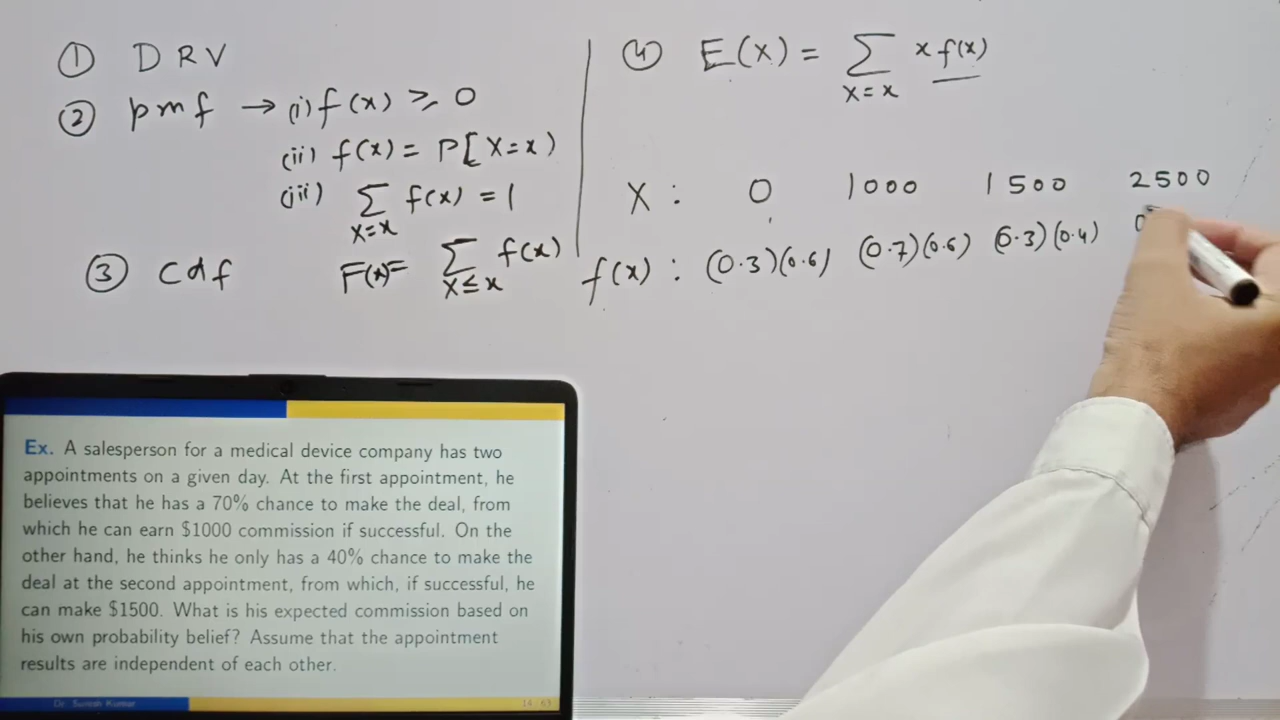 ① D R V
② pmf → (i) f(x) ≥ 0
(ii) f(x) = P[X=x)
(iii) ∑ f(x) = 1
X=x
③ Cdf F(x)= ∑ f(x)
X≤x
④ E(X) = ∑ x f(x)
X=x
X : 0 1000 1500 2500
f(x) : (0.3)(0.6) (0.7)(0.6) (0.3)(0.4)
Ex. A salesperson for a medical device company has two
appointments on a given day. At the first appointment, he
believes that he has a 70% chance to make the deal, from
which he can earn $1000 commission if successful. On the
other hand, he thinks he only has a 40% chance to make the
deal at the second appointment, from which, if successful, he
can make $1500. What is his expected commission based on
his own probability belief? Assume that the appointment
results are independent of each other.
Dr. Suresh Kumar 14 / 63